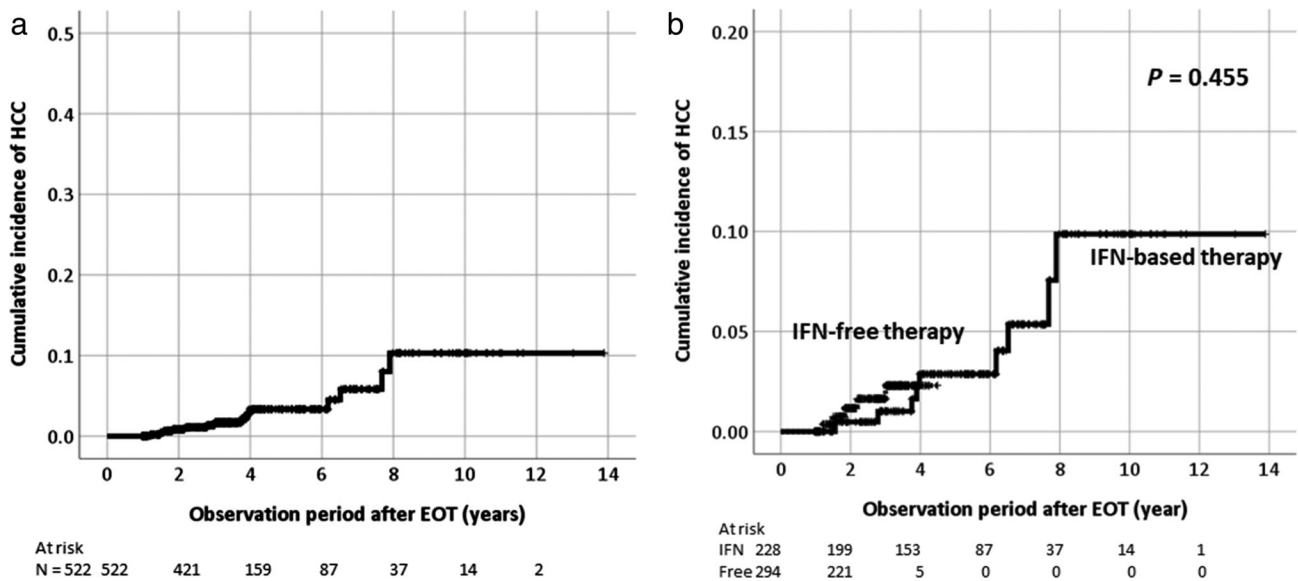 a
0.5
0.4
0.3
0.2
0.1
0.0
Cumulative incidence of HCC
0 2 4 6 8 10 12 14
Observation period after EOT (years)
At risk
N = 522 522 421 159 87 37 14 2
b
0.20
0.15
0.10
0.05
0.00
Cumulative incidence of HCC
P = 0.455
IFN-based therapy
IFN-free therapy
0 2 4 6 8 10 12 14
Observation period after EOT (year)
At risk
IFN 228 199 153 87 37 14 1
Free 294 221 5 0 0 0 0